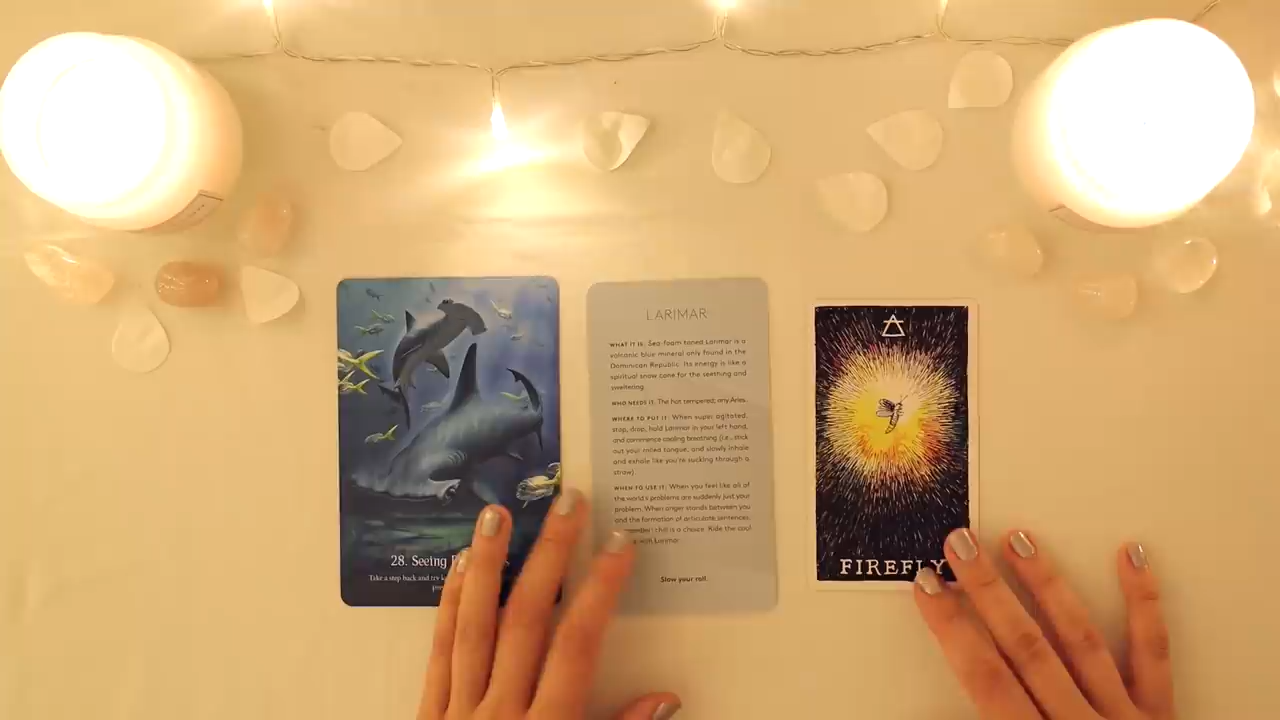 28. Seeing
Take a step back and try
LARIMAR
WHAT IT IS: Sea-foam toned Larimar is a
volcanic blue mineral only found in the
Dominican Republic. Its energy is like a
spiritual snow cone for the seething and
sweltering.
WHO NEEDS IT: The hot tempered; any Aries.
WHERE TO PUT IT: When super agitated,
stop, drop, hold Larimar in your left hand,
and commence cooling breathing (i.e., stick
out your rolled tongue, and slowly inhale
and exhale like you're sucking through a
straw).
WHEN TO USE IT: When you feel like all of
the world's problems are suddenly just your
problem. When anger stands between you
and the formation of articulate sentences,
chill is a choice. Ride the cool
with Larimar.
Slow your roll.
FIREFLY